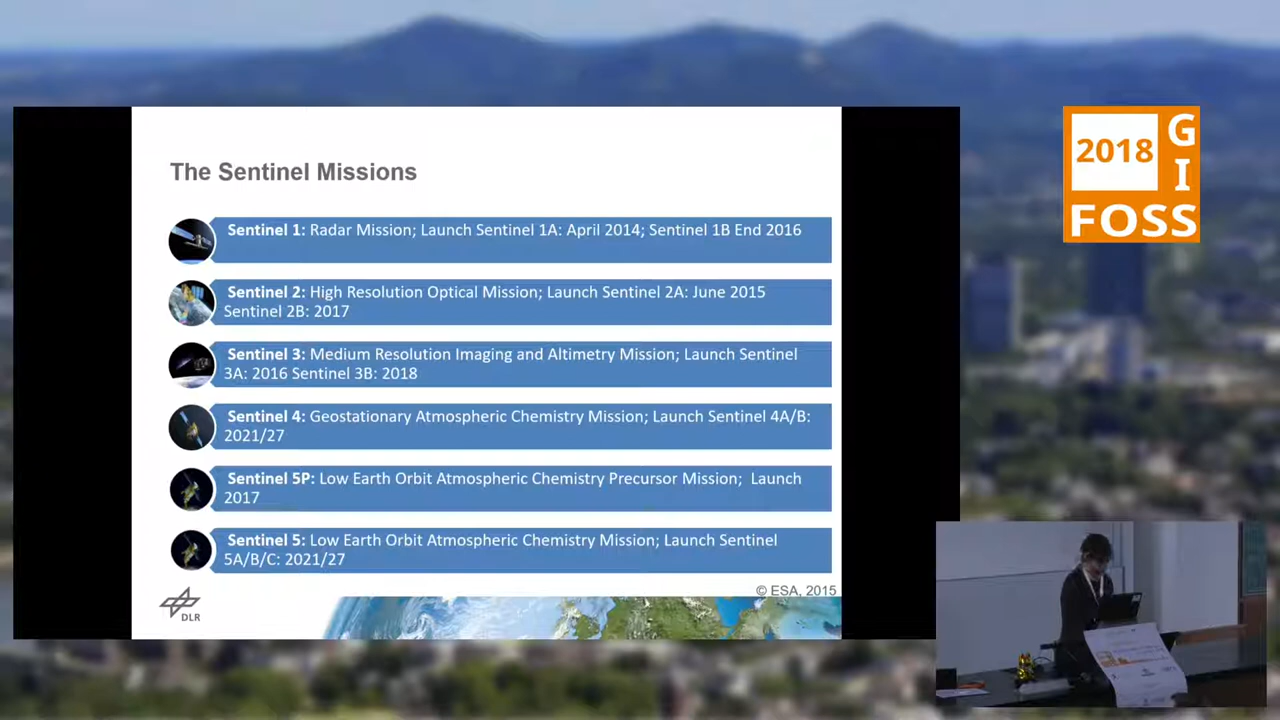 The Sentinel Missions
Sentinel 1: Radar Mission; Launch Sentinel 1A: April 2014; Sentinel 1B End 2016
Sentinel 2: High Resolution Optical Mission; Launch Sentinel 2A: June 2015
Sentinel 2B: 2017
Sentinel 3: Medium Resolution Imaging and Altimetry Mission; Launch Sentinel
3A: 2016 Sentinel 3B: 2018
Sentinel 4: Geostationary Atmospheric Chemistry Mission; Launch Sentinel 4A/B:
2021/27
Sentinel 5P: Low Earth Orbit Atmospheric Chemistry Precursor Mission; Launch
2017
Sentinel 5: Low Earth Orbit Atmospheric Chemistry Mission; Launch Sentinel
5A/B/C: 2021/27
© ESA, 2015
DLR
2018
G
I
FOSS